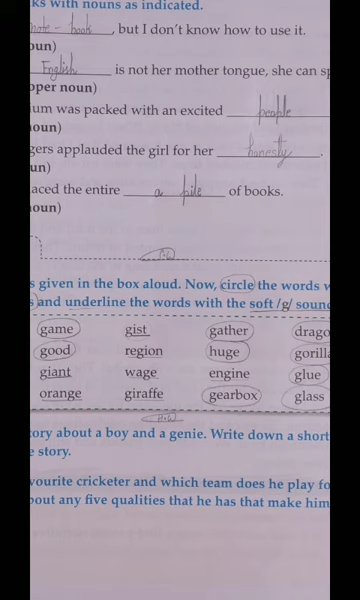 ks with nouns as indicated.
note - book, but I don't know how to use it.
oun)
English is not her mother tongue, she can sp
oper noun)
ium was packed with an excited people
noun)
gers applauded the girl for her honesty.
un)
aced the entire a pile of books.
noun)
H.W
s given in the box aloud. Now, circle the words w
s) and underline the words with the soft /g/ soun
game gist gather drago
good region huge gorilla
giant wage engine glue
orange giraffe gearbox glass
H.W
tory about a boy and a genie. Write down a short
e story.
vourite cricketer and which team does he play fo
bout any five qualities that he has that make him